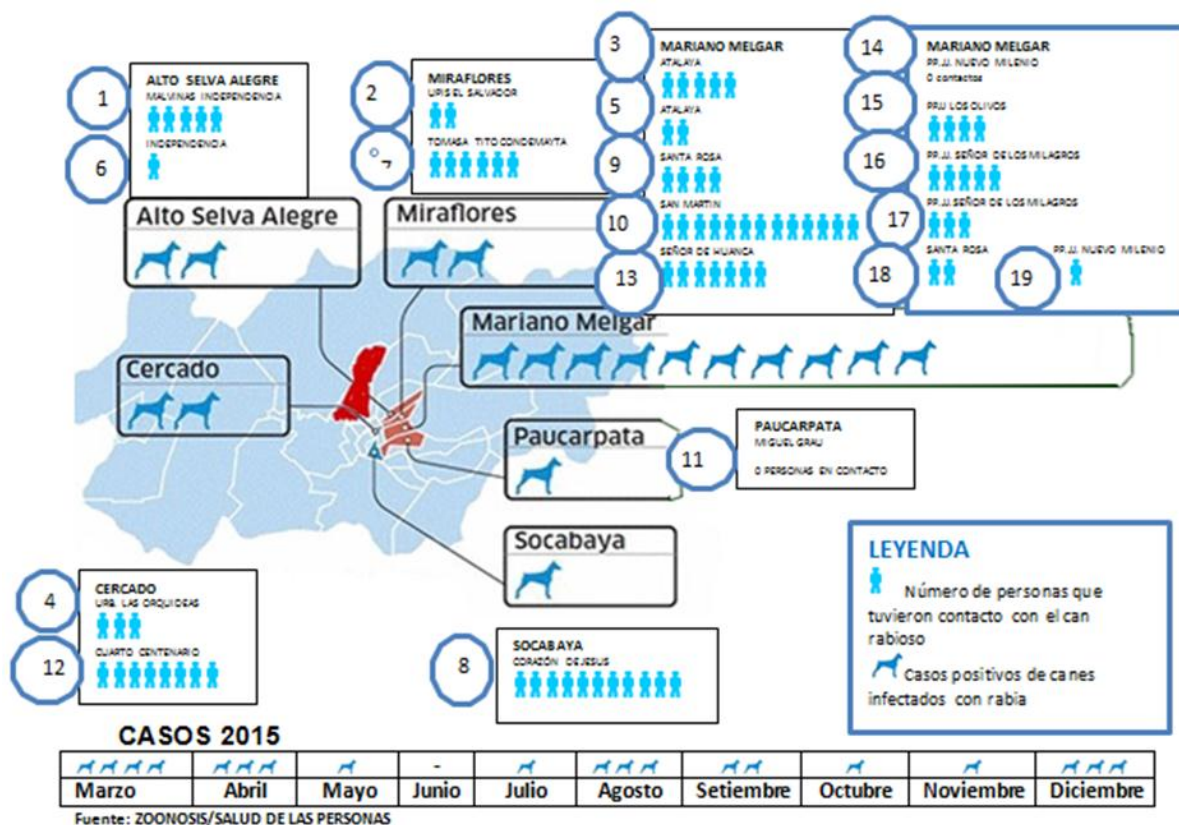 1
ALTO SELVA ALEGRE
MALVINAS INDEPENDENCIA
6
INDEPENDENCIA
2
MIRAFLORES
UPIS EL SALVADOR
7
TOMASA TITO CONDEMAYTA
3
MARIANO MELGAR
ATALAYA
5
ATALAYA
9
SANTA ROSA
10
SAN MARTIN
13
SEÑOR DE HUANCA
14
MARIANO MELGAR
PP.JJ. NUEVO MILENIO
0 contactos
15
PPJJ LOS OLIVOS
16
PP.JJ. SEÑOR DE LOS MILAGROS
17
PP.JJ. SEÑOR DE LOS MILAGROS
18
SANTA ROSA
19
PP.JJ. NUEVO MILENIO
Alto Selva Alegre
Miraflores
Mariano Melgar
Cercado
Paucarpata
11
PAUCARPATA
MIGUEL GRAU
0 PERSONAS EN CONTACTO
Socabaya
4
CERCADO
URB. LAS ORQUIDEAS
12
CUARTO CENTENARIO
8
SOCABAYA
CORAZÓN DE JESUS
LEYENDA
Número de personas que
tuvieron contacto con el can
rabioso
Casos positivos de canes
infectados con rabia
CASOS 2015
-
Marzo Abril Mayo Junio Julio Agosto Setiembre Octubre Noviembre Diciembre
Fuente: ZOONOSIS/SALUD DE LAS PERSONAS